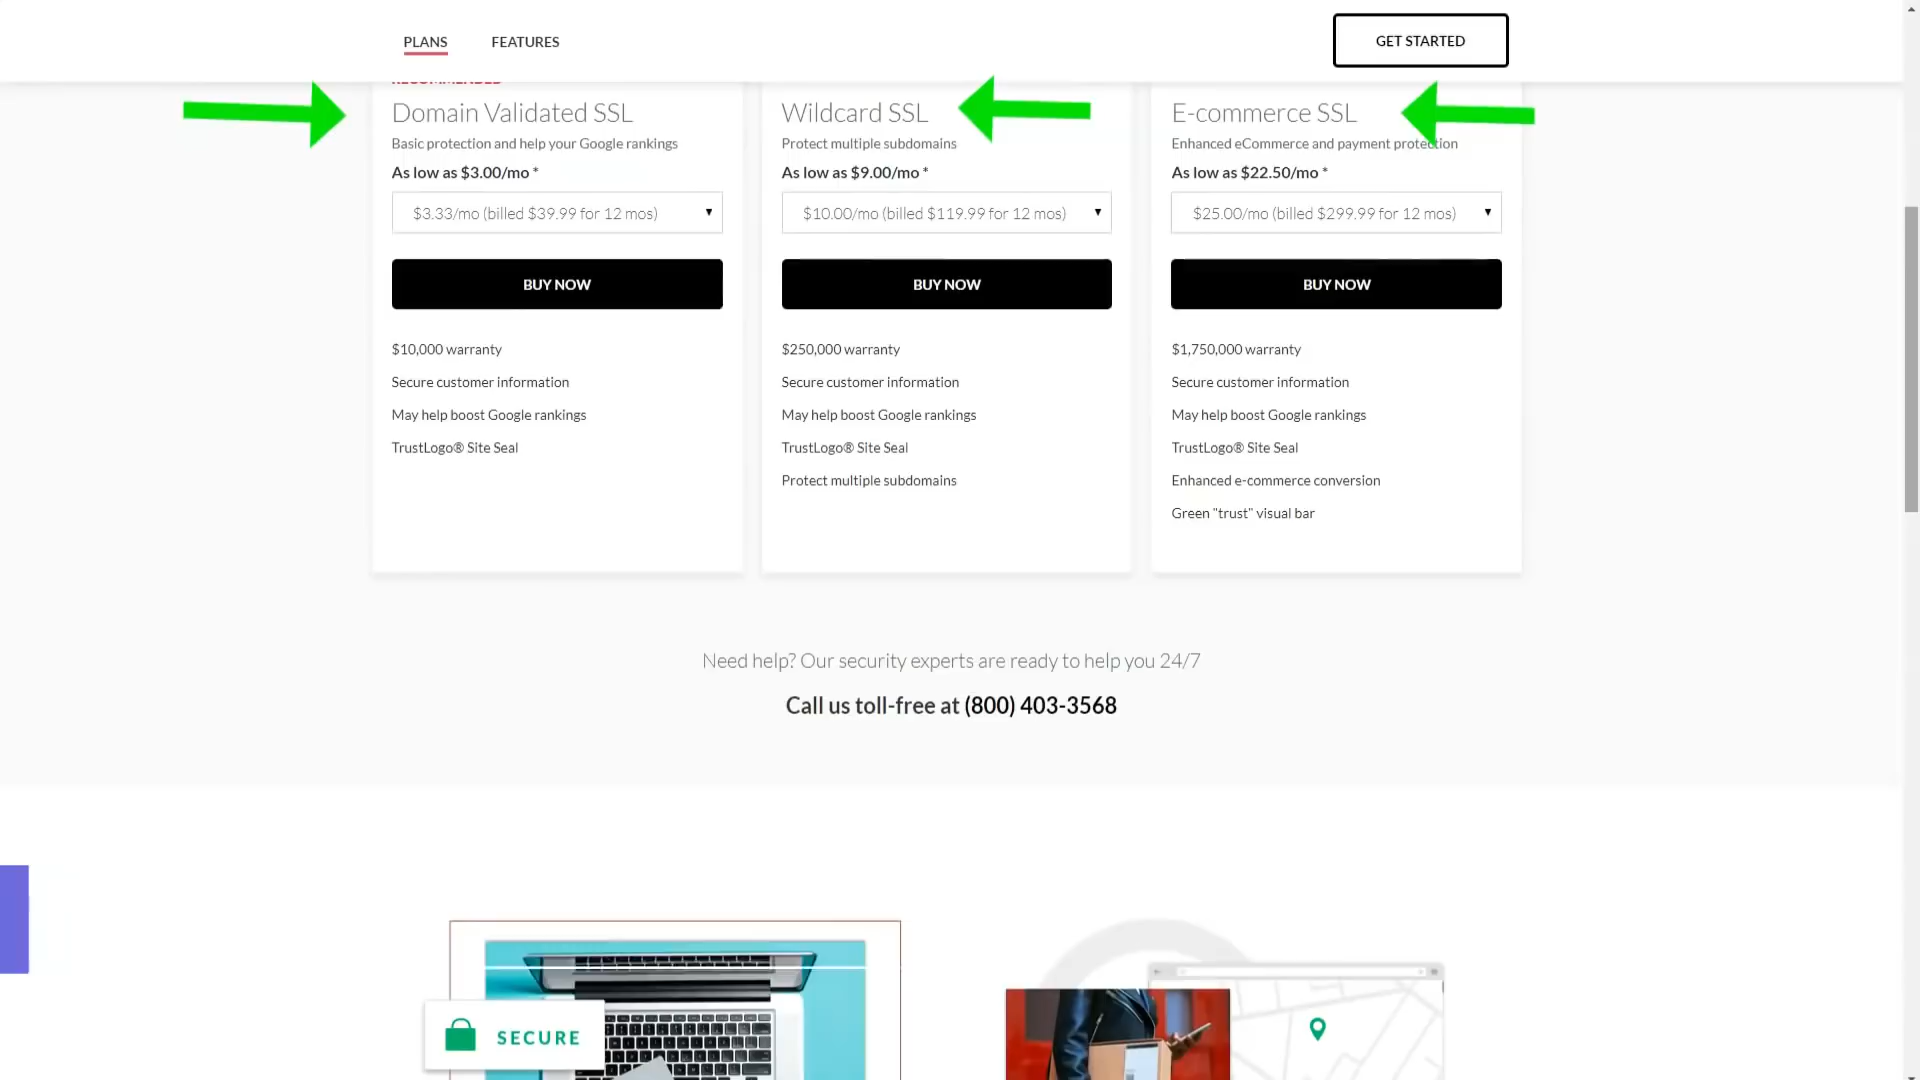 PLANS
FEATURES
GET STARTED
RECOMMENDED
Domain Validated SSL
Basic protection and help your Google rankings
As low as $3.00/mo *
$3.33/mo (billed $39.99 for 12 mos)
BUY NOW
$10,000 warranty
Secure customer information
May help boost Google rankings
TrustLogo® Site Seal
Wildcard SSL
Protect multiple subdomains
As low as $9.00/mo *
$10.00/mo (billed $119.99 for 12 mos)
BUY NOW
$250,000 warranty
Secure customer information
May help boost Google rankings
TrustLogo® Site Seal
Protect multiple subdomains
E-commerce SSL
Enhanced eCommerce and payment protection
As low as $22.50/mo *
$25.00/mo (billed $299.99 for 12 mos)
BUY NOW
$1,750,000 warranty
Secure customer information
May help boost Google rankings
TrustLogo® Site Seal
Enhanced e-commerce conversion
Green "trust" visual bar
Need help? Our security experts are ready to help you 24/7
Call us toll-free at (800) 403-3568
SECURE